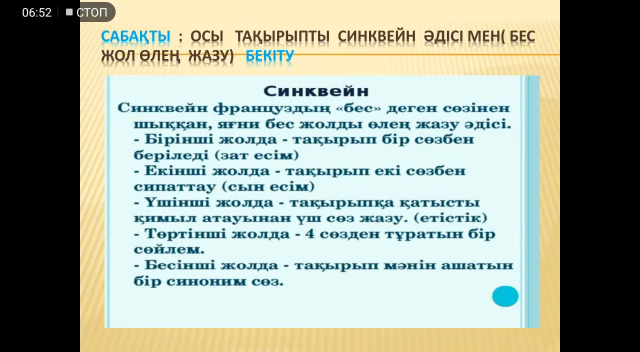 06:52 СТОП
САБАҚТЫ : ОСЫ ТАҚЫРЫПТЫ СИНКВЕЙН ӘДІСІ МЕН( БЕС
ЖОЛ ӨЛЕҢ ЖАЗУ) БЕКІТУ
Синквейн
Синквейн француздың «бес» деген сөзінен
шыққан, яғни бес жолды өлең жазу әдісі.
- Бірінші жолда - тақырып бір сөзбен
беріледі (зат есім)
- Екінші жолда - тақырып екі сөзбен
сипаттау (сын есім)
- Үшінші жолда - тақырыпқа қатысты
қимыл атауынан үш сөз жазу. (етістік)
- Төртінші жолда - 4 сөзден тұратын бір
сөйлем.
- Бесінші жолда - тақырып мәнін ашатын
бір синоним сөз.